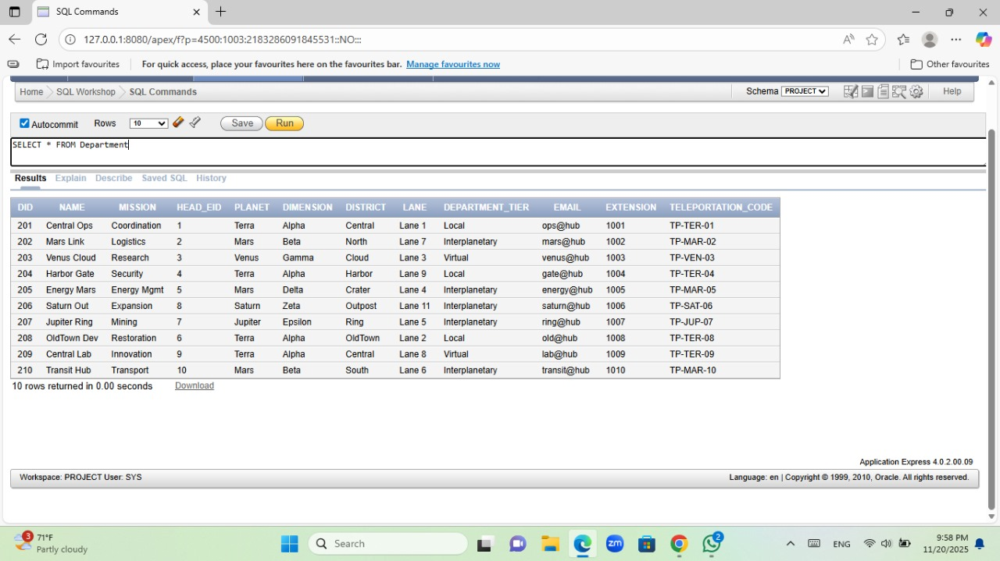 SQL Commands
127.0.0.1:8080/apex/f?p=4500:1003:2183286091845531::NO:::
Import favourites For quick access, place your favourites here on the favourites bar. Manage favourites now Other favourites
Home SQL Workshop SQL Commands Schema PROJECT Help
Autocommit Rows 10 Save Run
SELECT * FROM Department
Results Explain Describe Saved SQL History
DID NAME MISSION HEAD_EID PLANET DIMENSION DISTRICT LANE DEPARTMENT_TIER EMAIL EXTENSION TELEPORTATION_CODE
201 Central Ops Coordination 1 Terra Alpha Central Lane 1 Local ops@hub 1001 TP-TER-01
202 Mars Link Logistics 2 Mars Beta North Lane 7 Interplanetary mars@hub 1002 TP-MAR-02
203 Venus Cloud Research 3 Venus Gamma Cloud Lane 3 Virtual venus@hub 1003 TP-VEN-03
204 Harbor Gate Security 4 Terra Alpha Harbor Lane 9 Local gate@hub 1004 TP-TER-04
205 Energy Mars Energy Mgmt 5 Mars Delta Crater Lane 4 Interplanetary energy@hub 1005 TP-MAR-05
206 Saturn Out Expansion 8 Saturn Zeta Outpost Lane 11 Interplanetary saturn@hub 1006 TP-SAT-06
207 Jupiter Ring Mining 7 Jupiter Epsilon Ring Lane 5 Interplanetary ring@hub 1007 TP-JUP-07
208 OldTown Dev Restoration 6 Terra Alpha OldTown Lane 2 Local old@hub 1008 TP-TER-08
209 Central Lab Innovation 9 Terra Alpha Central Lane 8 Virtual lab@hub 1009 TP-TER-09
210 Transit Hub Transport 10 Mars Beta South Lane 6 Interplanetary transit@hub 1010 TP-MAR-10
10 rows returned in 0.00 seconds Download
Application Express 4.0.2.00.09
Workspace: PROJECT User: SYS Language: en | Copyright © 1999, 2010, Oracle. All rights reserved.
3 71°F Search zm 2 ENG 9:58 PM
Partly cloudy 11/20/2025